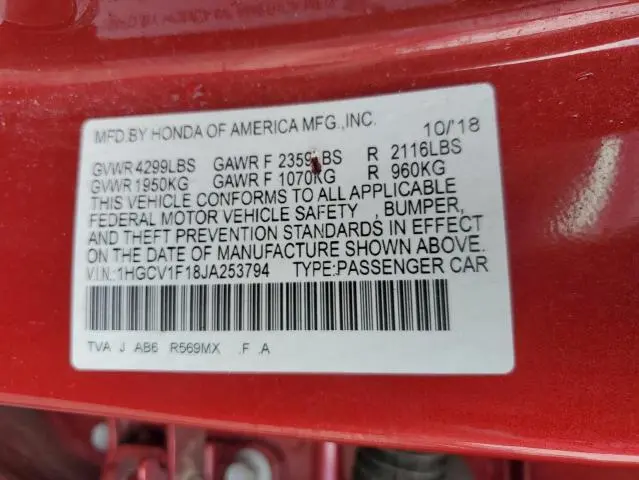 MFD.BY HONDA OF AMERICA MFG.,INC. 10/'18
GVWR 4299LBS GAWR F 2359LBS R 2116LBS
GVWR 1950KG GAWR F 1070KG R 960KG
THIS VEHICLE CONFORMS TO ALL APPLICABLE
FEDERAL MOTOR VEHICLE SAFETY , BUMPER,
AND THEFT PREVENTION STANDARDS IN EFFECT
ON THE DATE OF MANUFACTURE SHOWN ABOVE.
V.I.N.:1HGCV1F18JA253794 TYPE:PASSENGER CAR
TVA J AB6 R569MX .F .A